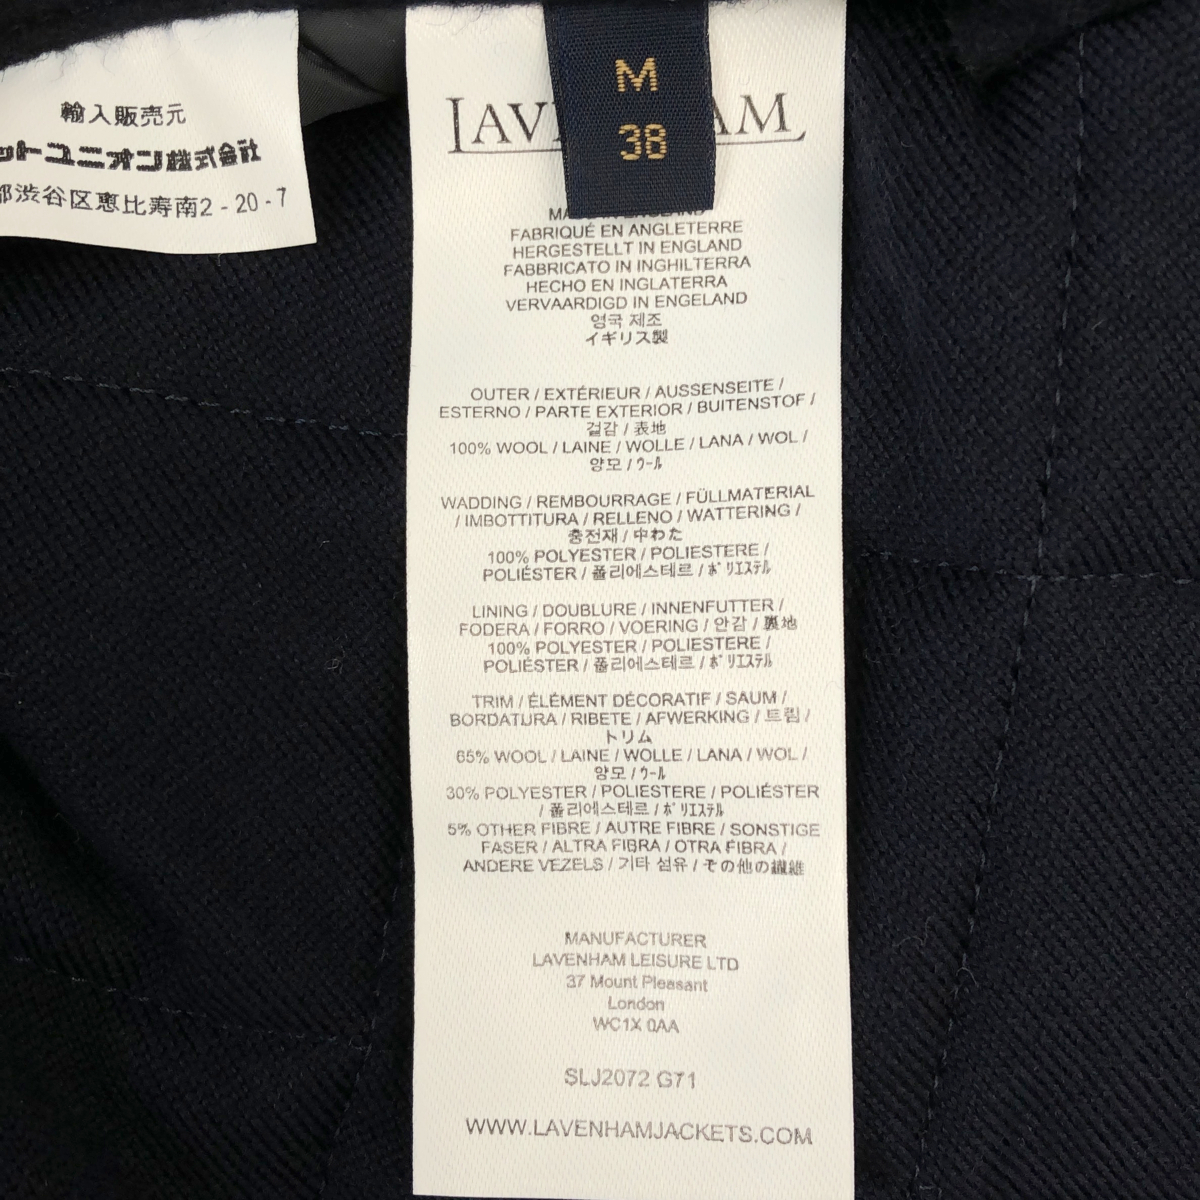 輸入販売元
ットユニオン株式会社
渋谷区恵比寿南2-20-7
M
38
FABRIQUÉ EN ANGLETERRE
HERGESTELLT IN ENGLAND
FABBRICATO IN INGHILTERRA
HECHO EN INGLATERRA
VERVAARDIGD IN ENGELAND
영국 제조
イギリス製
OUTER / EXTÉRIEUR / AUSSENSEITE /
ESTERNO / PARTE EXTERIOR / BUITENSTOF /
겉감 / 表地
100% WOOL / LAINE / WOLLE / LANA / WOL /
양모 / ウール
WADDING / REMBOURRAGE / FÜLLMATERIAL
/ IMBOTTITURA / RELLENO / WATTERING /
충전재 / 中わた
100% POLYESTER / POLIESTERE /
POLIÉSTER / 폴리에스테르 / ポリエステル
LINING / DOUBLURE / INNENFUTTER /
FODERA / FORRO / VOERING / 안감 / 裏地
100% POLYESTER / POLIESTERE /
POLIÉSTER / 폴리에스테르 / ポリエステル
TRIM / ÉLÉMENT DÉCORATIF / SAUM /
BORDATURA / RIBETE / AFWERKING / 트림 /
トリム
65% WOOL / LAINE / WOLLE / LANA / WOL /
양모 / ウール
30% POLYESTER / POLIESTERE / POLIÉSTER
/ 폴리에스테르 / ポリエステル
5% OTHER FIBRE / AUTRE FIBRE / SONSTIGE
FASER / ALTRA FIBRA / OTRA FIBRA /
ANDERE VEZELS / 기타 섬유 / その他の繊維
MANUFACTURER
LAVENHAM LEISURE LTD
37 Mount Pleasant
London
WC1X 0AA
SLJ2072 G71
WWW.LAVENHAMJACKETS.COM